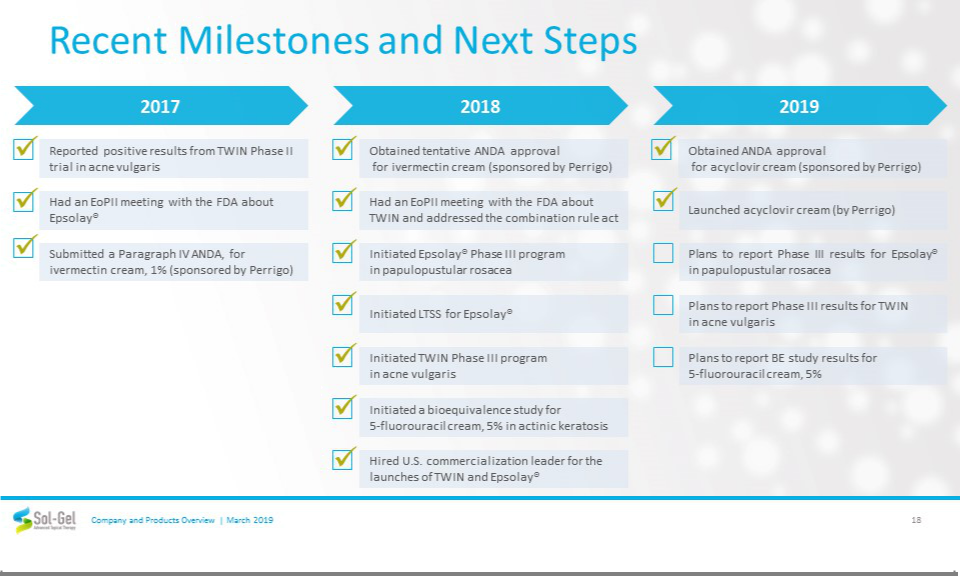 Recent Milestones and Next Steps
2017
Reported positive results from TWIN Phase II
trial in acne vulgaris
Had an EoPII meeting with the FDA about
Epsolay®
Submitted a Paragraph IV ANDA, for
ivermectin cream, 1% (sponsored by Perrigo)
2018
Obtained tentative ANDA approval
for ivermectin cream (sponsored by Perrigo)
Had an EoPII meeting with the FDA about
TWIN and addressed the combination rule act
Initiated Epsolay® Phase III program
in papulopustular rosacea
Initiated LTSS for Epsolay®
Initiated TWIN Phase III program
in acne vulgaris
Initiated a bioequivalence study for
5-fluorouracil cream, 5% in actinic keratosis
Hired U.S. commercialization leader for the
launches of TWIN and Epsolay®
2019
Obtained ANDA approval
for acyclovir cream (sponsored by Perrigo)
Launched acyclovir cream (by Perrigo)
Plans to report Phase III results for Epsolay®
in papulopustular rosacea
Plans to report Phase III results for TWIN
in acne vulgaris
Plans to report BE study results for
5-fluorouracil cream, 5%
Sol-Gel
Advanced Topical Therapy
Company and Products Overview | March 2019
18